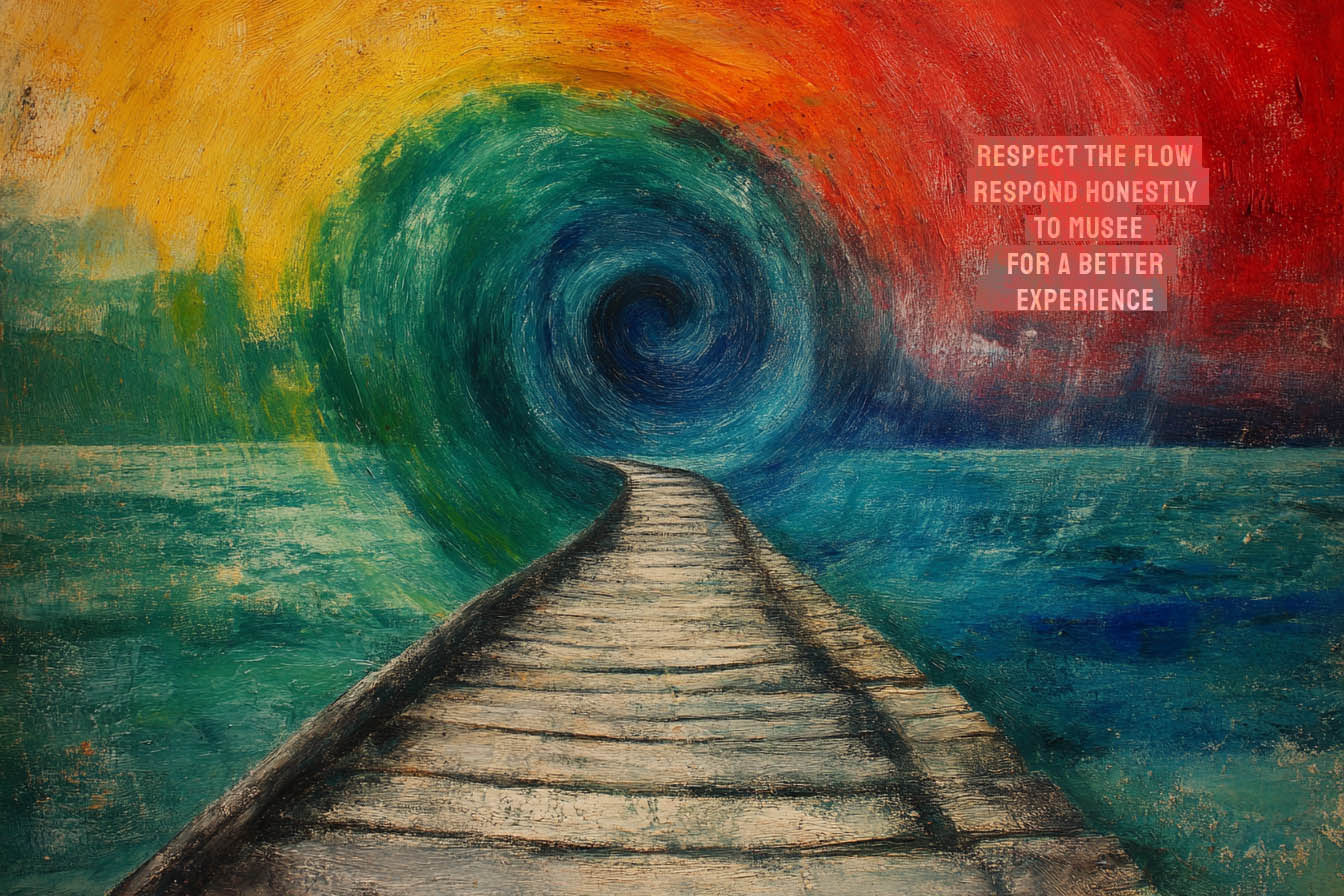 RESPECT THE FLOW
RESPOND HONESTLY
TO MUSEE
FOR A BETTER
EXPERIENCE